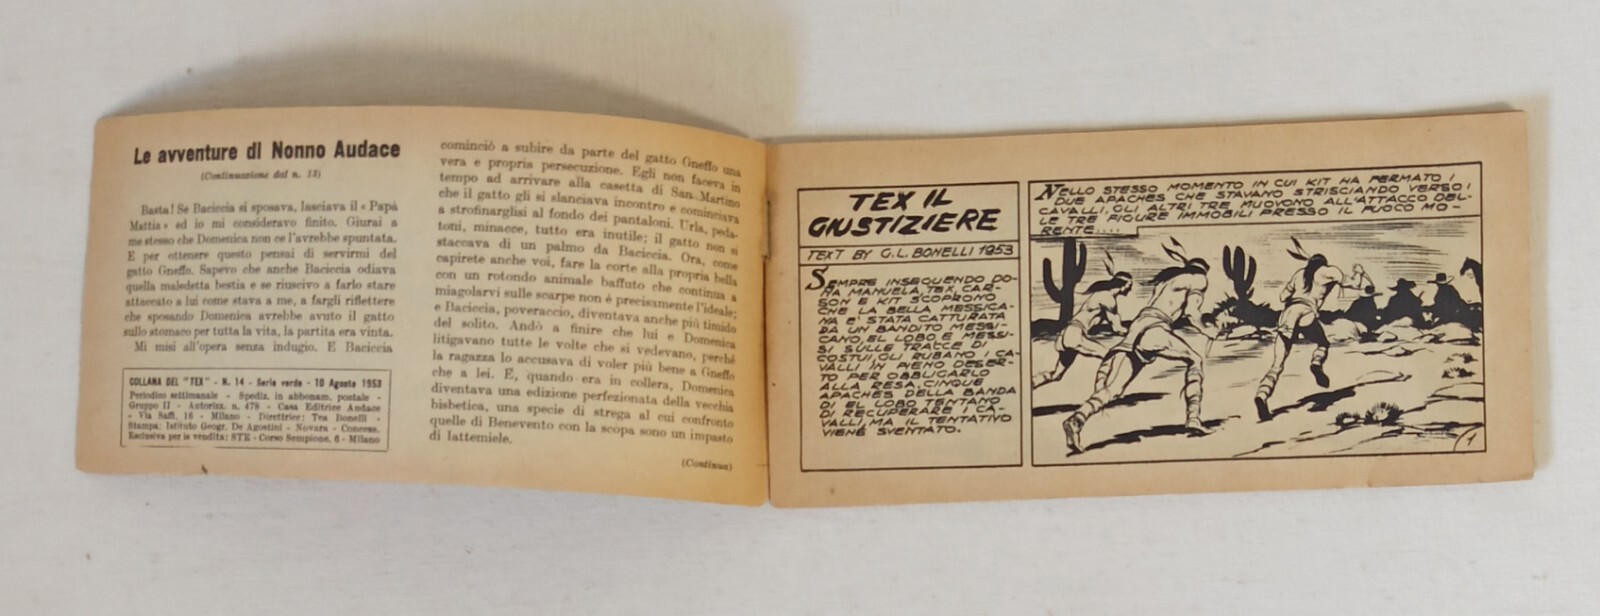 Le avventure di Nonno Audace
(Continuazione dal n. 13)
Basta! Se Baciccia si sposava, lasciava il « Papà
Mattia» ed io mi consideravo finito. Giurai a
me stesso che Domenica non ce l'avrebbe spuntata.
E per ottenere questo pensai di servirmi del
gatto Gneffo. Sapevo che anche Baciccia odiava
quella maledetta bestia e se riuscivo a farlo stare
attaccato a lui come stava a me, a fargli riflettere
che sposando Domenica avrebbe avuto il gatto
sullo stomaco per tutta la vita, la partita era vinta.
Mi misi all'opera senza indugio. E Baciccia
COLLANA DEL "TEX" - N. 14 - Serie verde - 10 Agosto 1953
Periodico settimanale - Spediz. in abbonam. postale -
Gruppo II - Autorizz. n. 479 - Casa Editrice Audace
- Via Saffi, 16 - Milano - Direttrice: Tea Bonelli -
Stampa: Istituto Geogr. De Agostini - Novara - Concess.
Esclusiva per la vendita: STE - Corso Sempione, 6 - Milano
cominciò a subire da parte del gatto Gneffo una
vera e propria persecuzione. Egli non faceva in
tempo ad arrivare alla casetta di San Martino
che il gatto gli si slanciava incontro e cominciava
a strofinarglisi al fondo dei pantaloni. Urla, peda-
toni, minacce, tutto era inutile; il gatto non si
staccava di un palmo da Baciccia. Ora, come
capirete anche voi, fare la corte alla propria bella
con un rotondo animale baffuto che continua a
miagolarvi sulle scarpe non è precisamente l'ideale;
e Baciccia, poveraccio, diventava anche più timido
del solito. Andò a finire che lui e Domenica
litigavano tutte le volte che si vedevano, perché
la ragazza lo accusava di voler più bene a Gneffo
che a lei. E, quando era in collera, Domenica
diventava una edizione perfezionata della vecchia
bisbetica, una specie di strega al cui confronto
quelle di Benevento con la scopa sono un impasto
di lattemiele.
(Continua)
TEX IL
GIUSTIZIERE
TEXT BY G.L. BONELLI 1953
SEMPRE INSEGUENDO DO-
ÑA MANUELA, TEX, CAR-
SON E KIT SCOPRONO
CHE LA BELLA MESSICA-
NA E' STATA CATTURATA
DA UN BANDITO MESSI-
CANO, EL LOBO, E MESSI-
SI SULLE TRACCE DI
COSTUI, GLI RUBANO I CA-
VALLI IN PIENO DESER-
TO PER OBBLIGARLO
ALLA RESA. CINQUE
APACHES DELLA BANDA
DI EL LOBO TENTANO
DI RECUPERARE I CA-
VALLI, MA IL TENTATIVO
VIENE SVENTATO.
NELLO STESSO MOMENTO IN CUI KIT HA FERMATO I
DUE APACHES CHE STAVANO STRISCIANDO VERSO I
CAVALLI, GLI ALTRI TRE MUOVONO ALL'ATTACCO DEL-
LE TRE FIGURE IMMOBILI PRESSO IL FUOCO MO-
RENTE....
1